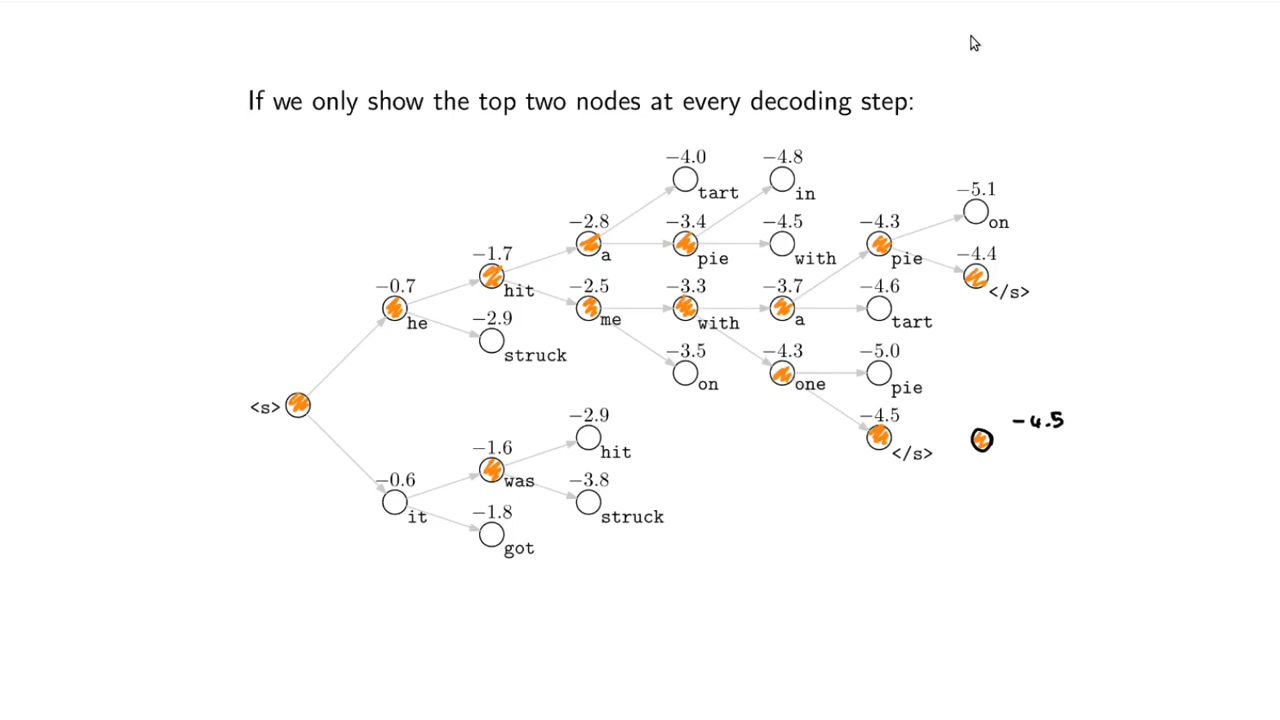 If we only show the top two nodes at every decoding step:
−4.0 −4.8
tart in −5.1
−2.8 −3.4 −4.5 −4.3 on
−1.7 a pie with pie −4.4
−0.7 hit −2.5 −3.3 −3.7 −4.6 </s>
he −2.9 me with a tart
struck −3.5 −4.3 −5.0
on one pie
<s> −2.9 −4.5 −4.5
−1.6 hit </s>
−0.6 was −3.8
it −1.8 struck
got